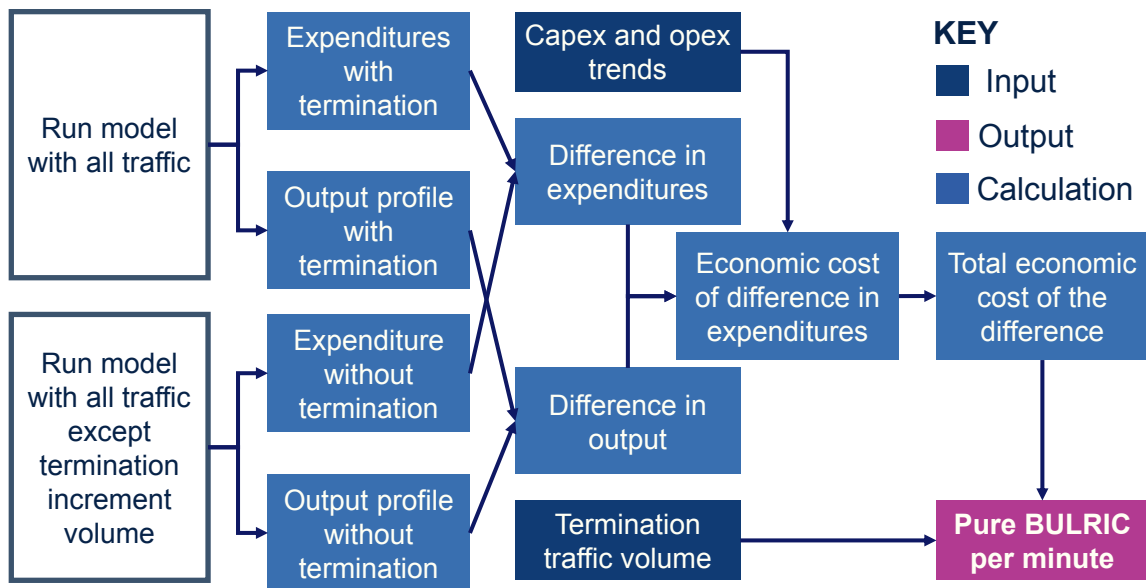 Run model
with all traffic
Run model
with all traffic
except
termination
increment
volume
Expenditures
with
termination
Output profile
with
termination
Expenditure
without
termination
Output profile
without
termination
Capex and opex
trends
Difference in
expenditures
Difference in
output
Termination
traffic volume
Economic cost
of difference in
expenditures
Total economic
cost of the
difference
Pure BULRIC
per minute
KEY
Input
Output
Calculation